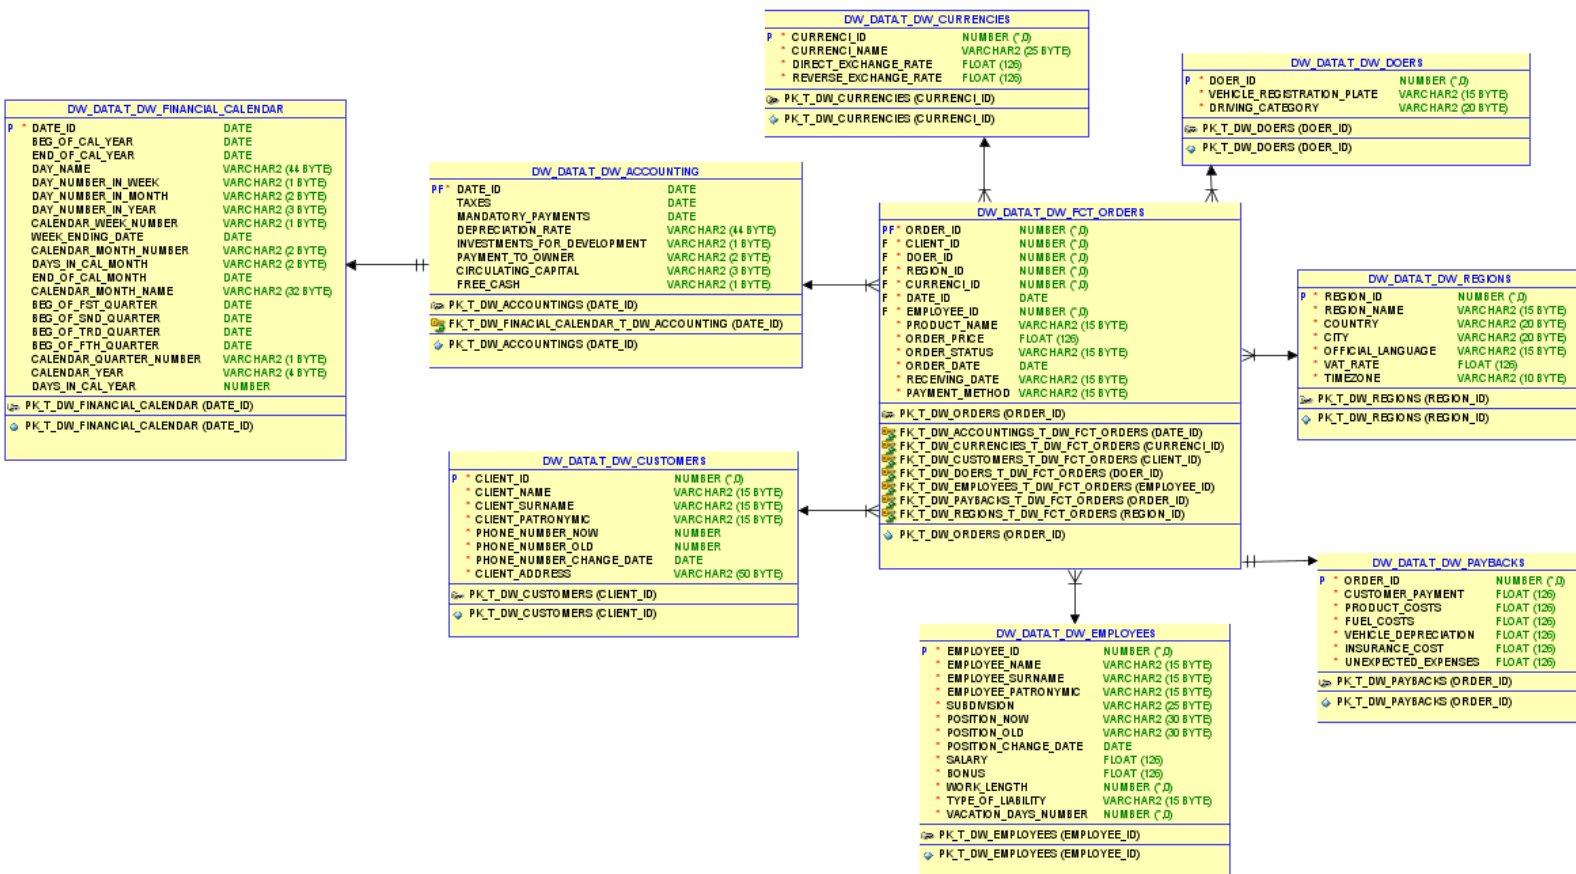 DW_DATA.T_DW_CURRENCIES
P * CURRENCI_ID NUMBER (*,0)
* CURRENCI_NAME VARCHAR2 (25 BYTE)
* DIRECT_EXCHANGE_RATE FLOAT (126)
* REVERSE_EXCHANGE_RATE FLOAT (126)
PK_T_DW_CURRENCIES (CURRENCI_ID)
PK_T_DW_CURRENCIES (CURRENCI_ID)
DW_DATA.T_DW_DOERS
P * DOER_ID NUMBER (*,0)
* VEHICLE_REGISTRATION_PLATE VARCHAR2 (15 BYTE)
* DRIVING_CATEGORY VARCHAR2 (20 BYTE)
PK_T_DW_DOERS (DOER_ID)
PK_T_DW_DOERS (DOER_ID)
DW_DATA.T_DW_FINANCIAL_CALENDAR
P * DATE_ID DATE
BEG_OF_CAL_YEAR DATE
END_OF_CAL_YEAR DATE
DAY_NAME VARCHAR2 (44 BYTE)
DAY_NUMBER_IN_WEEK VARCHAR2 (1 BYTE)
DAY_NUMBER_IN_MONTH VARCHAR2 (2 BYTE)
DAY_NUMBER_IN_YEAR VARCHAR2 (3 BYTE)
CALENDAR_WEEK_NUMBER VARCHAR2 (1 BYTE)
WEEK_ENDING_DATE DATE
CALENDAR_MONTH_NUMBER VARCHAR2 (2 BYTE)
DAYS_IN_CAL_MONTH VARCHAR2 (2 BYTE)
END_OF_CAL_MONTH DATE
CALENDAR_MONTH_NAME VARCHAR2 (32 BYTE)
BEG_OF_FST_QUARTER DATE
BEG_OF_SND_QUARTER DATE
BEG_OF_TRD_QUARTER DATE
BEG_OF_FTH_QUARTER DATE
CALENDAR_QUARTER_NUMBER VARCHAR2 (1 BYTE)
CALENDAR_YEAR VARCHAR2 (4 BYTE)
DAYS_IN_CAL_YEAR NUMBER
PK_T_DW_FINANCIAL_CALENDAR (DATE_ID)
PK_T_DW_FINANCIAL_CALENDAR (DATE_ID)
DW_DATA.T_DW_ACCOUNTING
PF * DATE_ID DATE
TAXES DATE
MANDATORY_PAYMENTS DATE
DEPRECIATION_RATE VARCHAR2 (44 BYTE)
INVESTMENTS_FOR_DEVELOPMENT VARCHAR2 (1 BYTE)
PAYMENT_TO_OWNER VARCHAR2 (2 BYTE)
CIRCULATING_CAPITAL VARCHAR2 (3 BYTE)
FREE_CASH VARCHAR2 (1 BYTE)
PK_T_DW_ACCOUNTINGS (DATE_ID)
FK_T_DW_FINACIAL_CALENDAR_T_DW_ACCOUNTING (DATE_ID)
PK_T_DW_ACCOUNTINGS (DATE_ID)
DW_DATA.T_DW_FCT_ORDERS
PF * ORDER_ID NUMBER (*,0)
F * CLIENT_ID NUMBER (*,0)
F * DOER_ID NUMBER (*,0)
F * REGION_ID NUMBER (*,0)
F * CURRENCI_ID NUMBER (*,0)
F * DATE_ID DATE
F * EMPLOYEE_ID NUMBER (*,0)
* PRODUCT_NAME VARCHAR2 (15 BYTE)
* ORDER_PRICE FLOAT (126)
* ORDER_STATUS VARCHAR2 (15 BYTE)
* ORDER_DATE DATE
* RECEIVING_DATE VARCHAR2 (15 BYTE)
* PAYMENT_METHOD VARCHAR2 (15 BYTE)
PK_T_DW_ORDERS (ORDER_ID)
FK_T_DW_ACCOUNTINGS_T_DW_FCT_ORDERS (DATE_ID)
FK_T_DW_CURRENCIES_T_DW_FCT_ORDERS (CURRENCI_ID)
FK_T_DW_CUSTOMERS_T_DW_FCT_ORDERS (CLIENT_ID)
FK_T_DW_DOERS_T_DW_FCT_ORDERS (DOER_ID)
FK_T_DW_EMPLOYEES_T_DW_FCT_ORDERS (EMPLOYEE_ID)
FK_T_DW_PAYBACKS_T_DW_FCT_ORDERS (ORDER_ID)
FK_T_DW_REGIONS_T_DW_FCT_ORDERS (REGION_ID)
PK_T_DW_ORDERS (ORDER_ID)
DW_DATA.T_DW_REGIONS
P * REGION_ID NUMBER (*,0)
* REGION_NAME VARCHAR2 (15 BYTE)
* COUNTRY VARCHAR2 (20 BYTE)
* CITY VARCHAR2 (20 BYTE)
* OFFICIAL_LANGUAGE VARCHAR2 (15 BYTE)
* VAT_RATE FLOAT (126)
* TIMEZONE VARCHAR2 (10 BYTE)
PK_T_DW_REGIONS (REGION_ID)
PK_T_DW_REGIONS (REGION_ID)
DW_DATA.T_DW_CUSTOMERS
P * CLIENT_ID NUMBER (*,0)
* CLIENT_NAME VARCHAR2 (15 BYTE)
* CLIENT_SURNAME VARCHAR2 (15 BYTE)
* CLIENT_PATRONYMIC VARCHAR2 (15 BYTE)
* PHONE_NUMBER_NOW NUMBER
* PHONE_NUMBER_OLD NUMBER
* PHONE_NUMBER_CHANGE_DATE DATE
* CLIENT_ADDRESS VARCHAR2 (50 BYTE)
PK_T_DW_CUSTOMERS (CLIENT_ID)
PK_T_DW_CUSTOMERS (CLIENT_ID)
DW_DATA.T_DW_PAYBACKS
P * ORDER_ID NUMBER (*,0)
* CUSTOMER_PAYMENT FLOAT (126)
* PRODUCT_COSTS FLOAT (126)
* FUEL_COSTS FLOAT (126)
* VEHICLE_DEPRECIATION FLOAT (126)
* INSURANCE_COST FLOAT (126)
* UNEXPECTED_EXPENSES FLOAT (126)
PK_T_DW_PAYBACKS (ORDER_ID)
PK_T_DW_PAYBACKS (ORDER_ID)
DW_DATA.T_DW_EMPLOYEES
P * EMPLOYEE_ID NUMBER (*,0)
* EMPLOYEE_NAME VARCHAR2 (15 BYTE)
* EMPLOYEE_SURNAME VARCHAR2 (15 BYTE)
* EMPLOYEE_PATRONYMIC VARCHAR2 (15 BYTE)
* SUBDIVISION VARCHAR2 (25 BYTE)
* POSITION_NOW VARCHAR2 (30 BYTE)
* POSITION_OLD VARCHAR2 (30 BYTE)
* POSITION_CHANGE_DATE DATE
* SALARY FLOAT (126)
* BONUS FLOAT (126)
* WORK_LENGTH NUMBER (*,0)
* TYPE_OF_LIABILITY VARCHAR2 (15 BYTE)
* VACATION_DAYS_NUMBER NUMBER (*,0)
PK_T_DW_EMPLOYEES (EMPLOYEE_ID)
PK_T_DW_EMPLOYEES (EMPLOYEE_ID)